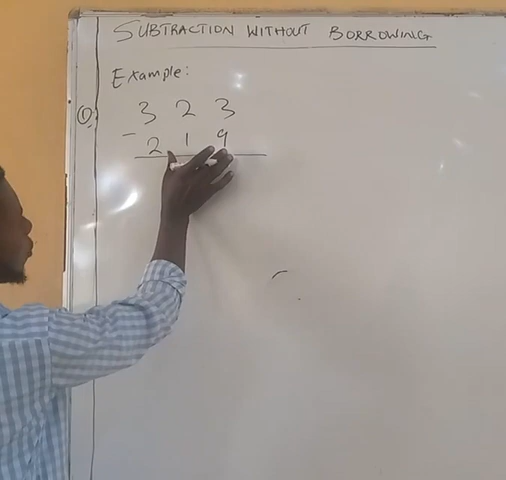 SUBTRACTION WITHOUT BORROWING
Example:
① 3 2 3
- 2 1 9